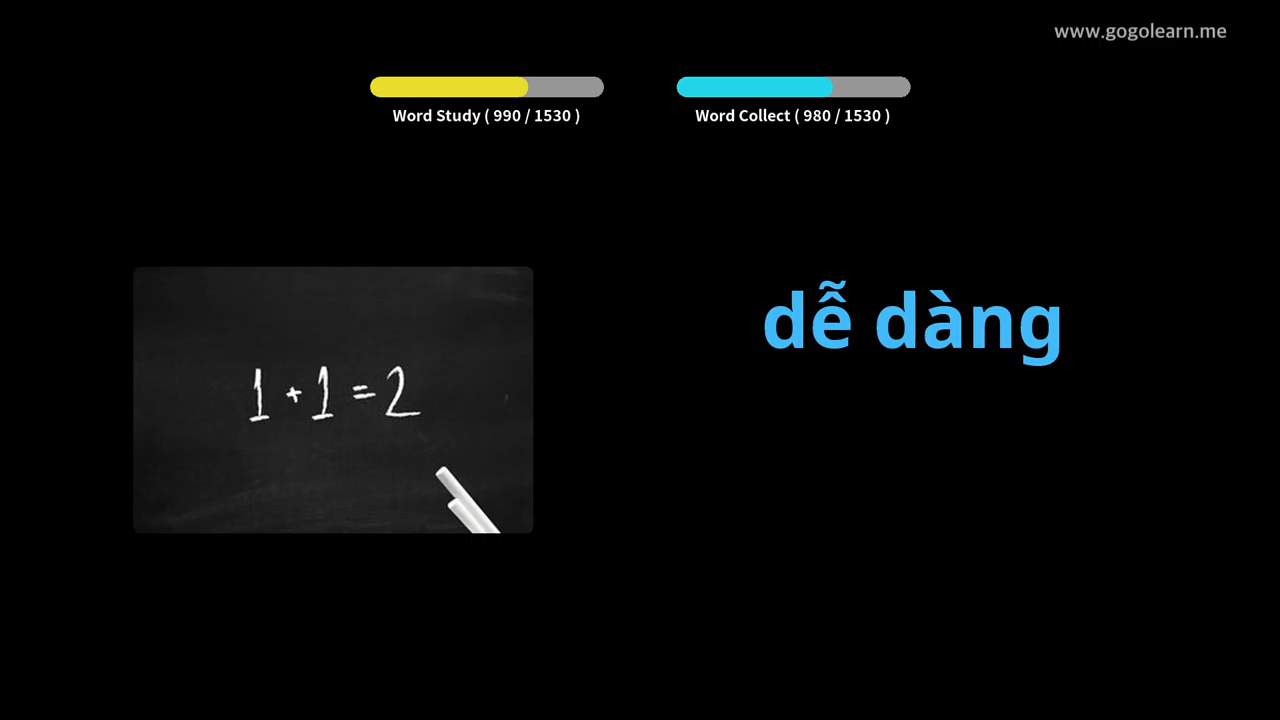 www.gogolearn.me
Word Study ( 990 / 1530 )
Word Collect ( 980 / 1530 )
dễ dàng
1 + 1 = 2